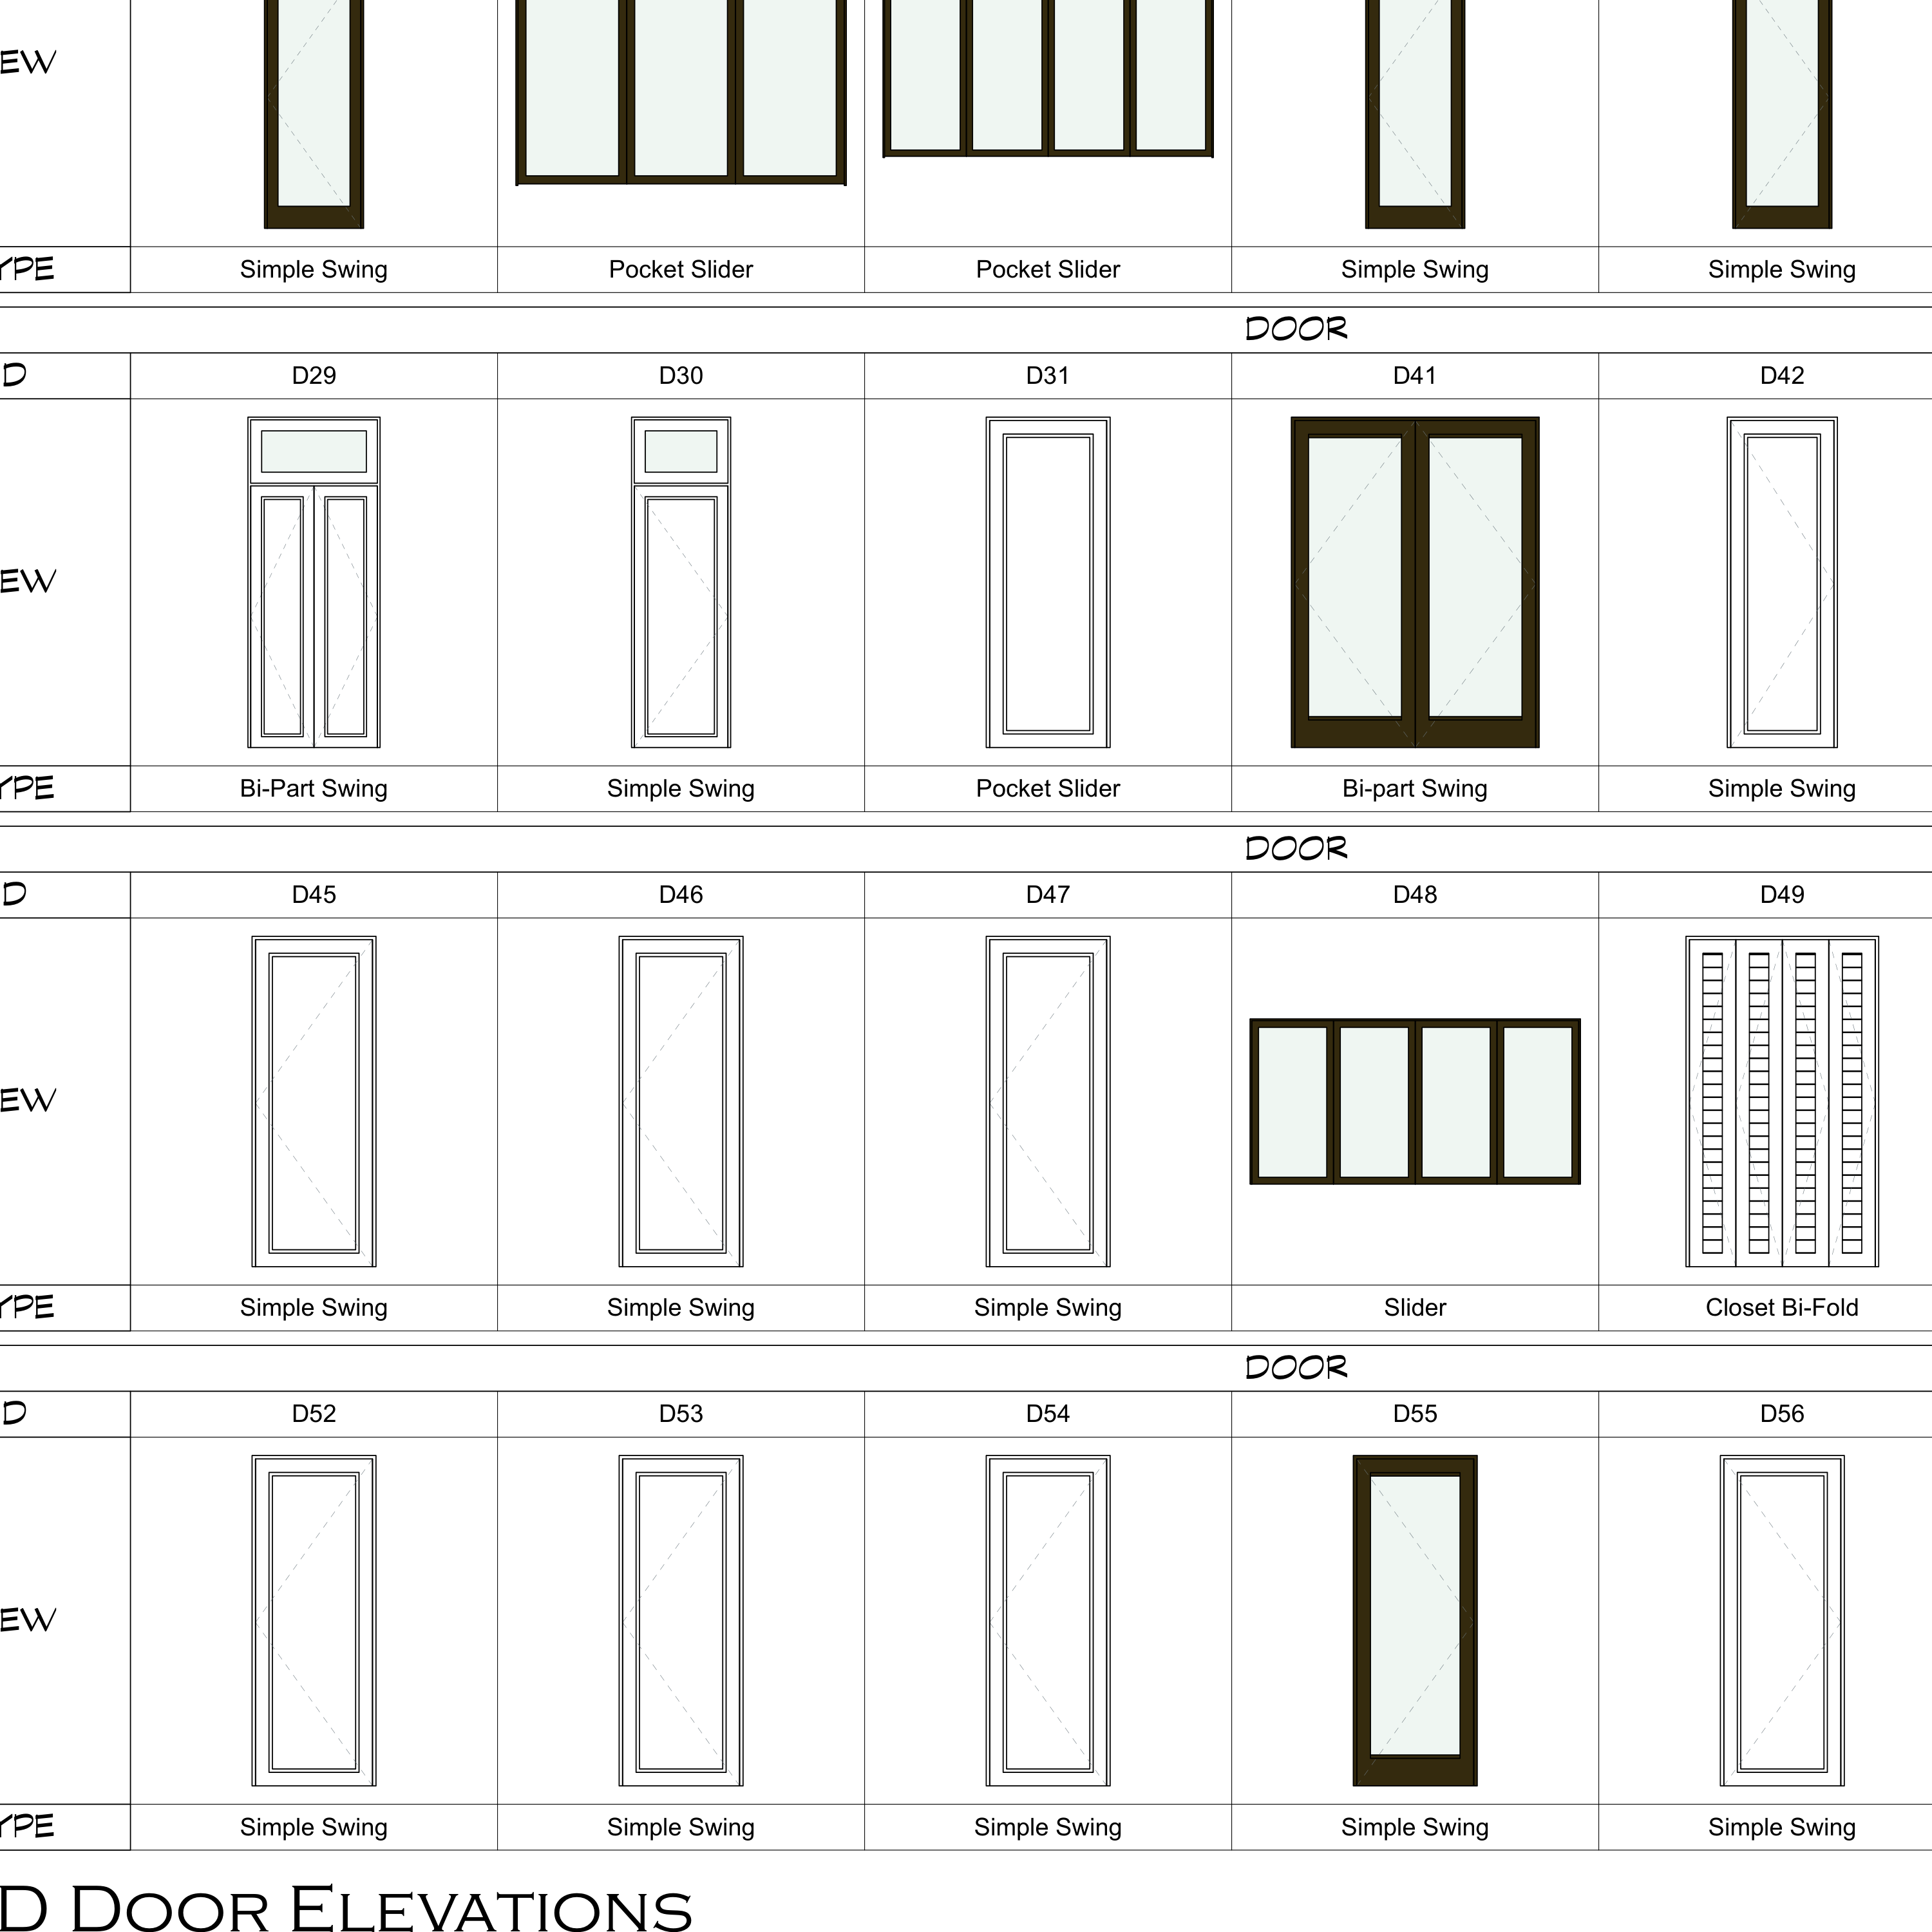 EW
YPE Simple Swing Pocket Slider Pocket Slider Simple Swing Simple Swing
DOOR
D D29 D30 D31 D41 D42
EW
YPE Bi-Part Swing Simple Swing Pocket Slider Bi-part Swing Simple Swing
DOOR
D D45 D46 D47 D48 D49
EW
YPE Simple Swing Simple Swing Simple Swing Slider Closet Bi-Fold
DOOR
D D52 D53 D54 D55 D56
EW
YPE Simple Swing Simple Swing Simple Swing Simple Swing Simple Swing
D DOOR ELEVATIONS